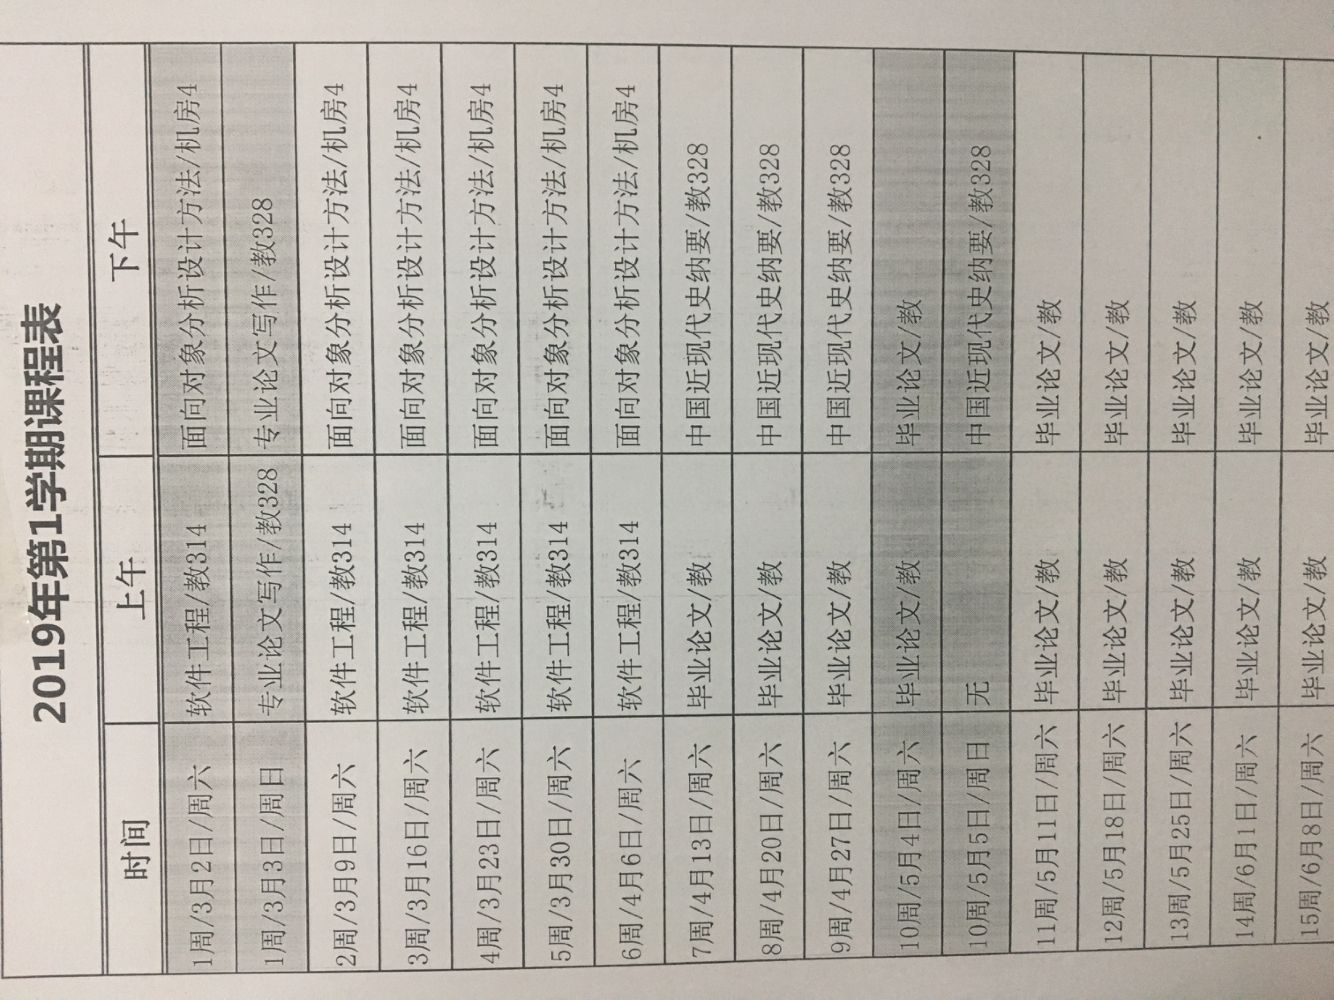 2019年第1学期课程表
时间 上午 下午
1周/3月2日/周六 软件工程/教314 面向对象分析设计方法/机房4
1周/3月3日/周日 专业论文写作/教328 专业论文写作/教328
2周/3月9日/周六 软件工程/教314 面向对象分析设计方法/机房4
3周/3月16日/周六 软件工程/教314 面向对象分析设计方法/机房4
4周/3月23日/周六 软件工程/教314 面向对象分析设计方法/机房4
5周/3月30日/周六 软件工程/教314 面向对象分析设计方法/机房4
6周/4月6日/周六 软件工程/教314 面向对象分析设计方法/机房4
7周/4月13日/周六 毕业论文/教 中国近现代史纳要/教328
8周/4月20日/周六 毕业论文/教 中国近现代史纳要/教328
9周/4月27日/周六 毕业论文/教 中国近现代史纳要/教328
10周/5月4日/周六 毕业论文/教 毕业论文/教
10周/5月5日/周日 无 中国近现代史纳要/教328
11周/5月11日/周六 毕业论文/教 毕业论文/教
12周/5月18日/周六 毕业论文/教 毕业论文/教
13周/5月25日/周六 毕业论文/教 毕业论文/教
14周/6月1日/周六 毕业论文/教 毕业论文/教
15周/6月8日/周六 毕业论文/教 毕业论文/教